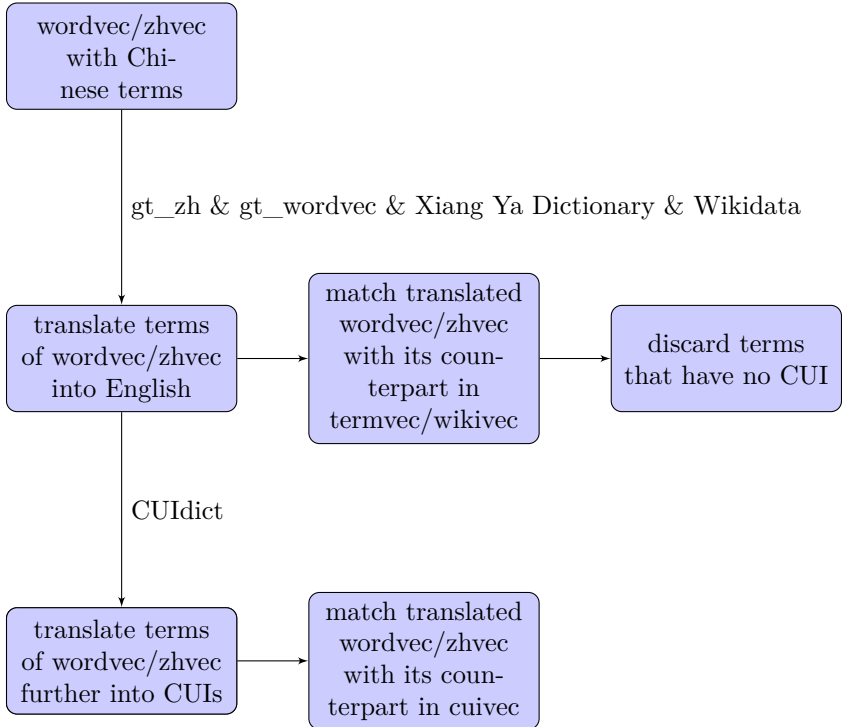 wordvec/zhvec
with Chi-
nese terms
gt_zh & gt_wordvec & Xiang Ya Dictionary & Wikidata
translate terms
of wordvec/zhvec
into English
match translated
wordvec/zhvec
with its coun-
terpart in
termvec/wikivec
discard terms
that have no CUI
CUIdict
translate terms
of wordvec/zhvec
further into CUIs
match translated
wordvec/zhvec
with its coun-
terpart in cuivec